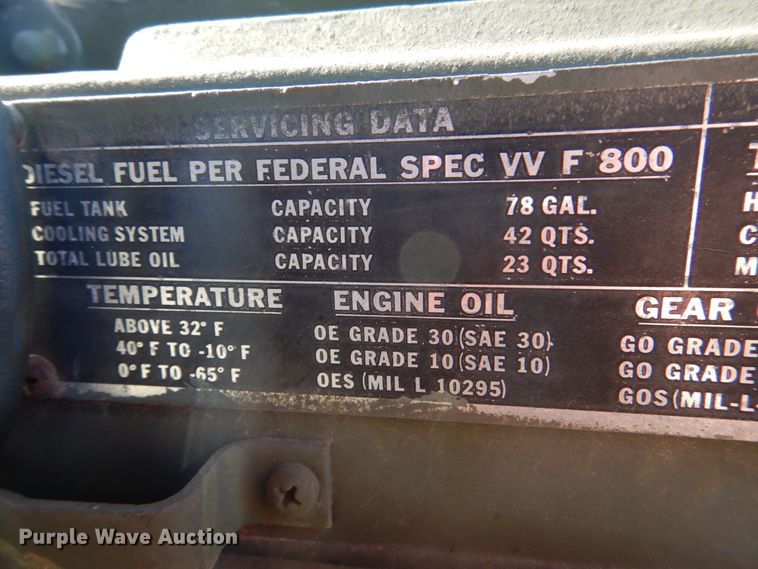 SERVICING DATA
DIESEL FUEL PER FEDERAL SPEC VV F 800
FUEL TANK CAPACITY 78 GAL.
COOLING SYSTEM CAPACITY 42 QTS.
TOTAL LUBE OIL CAPACITY 23 QTS.
TEMPERATURE ENGINE OIL GEAR
ABOVE 32° F OE GRADE 30 (SAE 30) GO GRADE
40° F TO -10° F OE GRADE 10 (SAE 10) GO GRADE
0° F TO -65° F OES (MIL L 10295) GOS (MIL-L-
Purple Wave Auction®